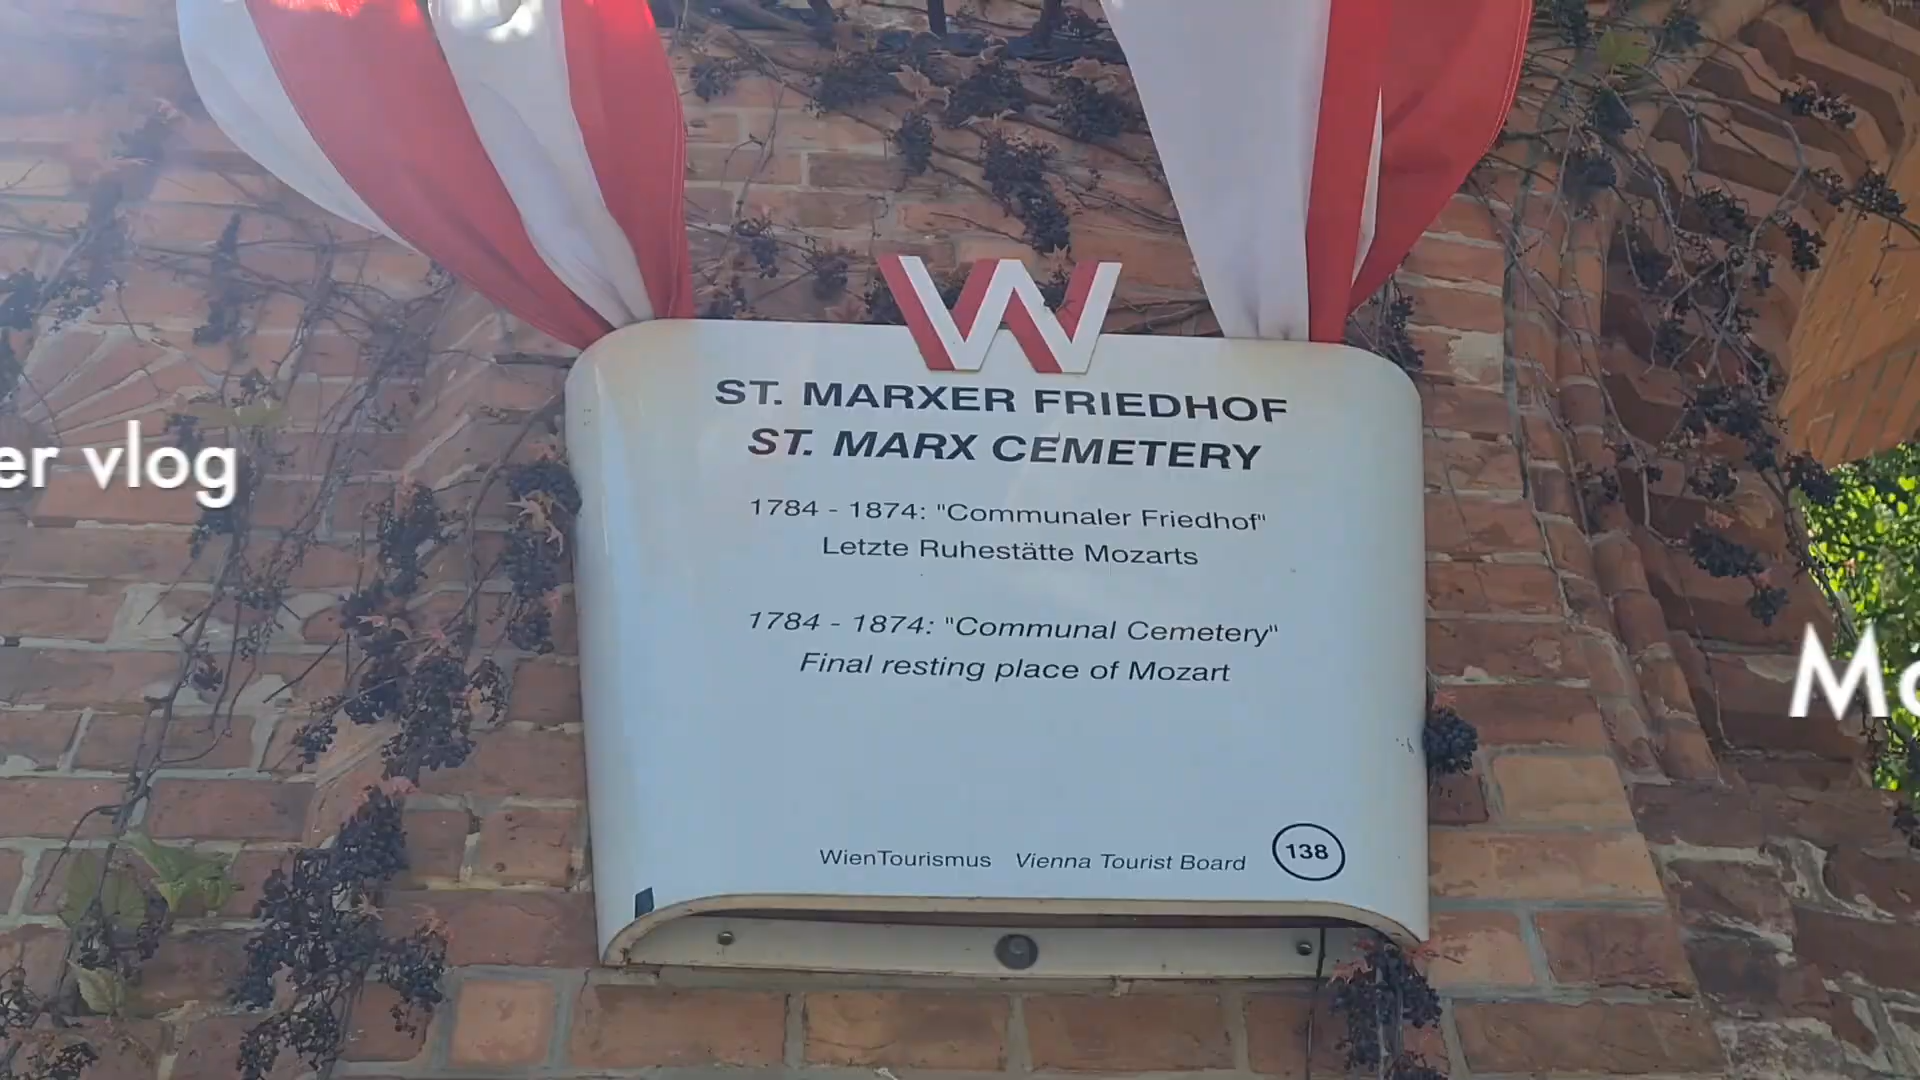 W
ST. MARXER FRIEDHOF
ST. MARX CEMETERY
er vlog
1784 - 1874: "Communaler Friedhof"
Letzte Ruhestätte Mozarts
1784 - 1874: "Communal Cemetery"
Final resting place of Mozart
WienTourismus Vienna Tourist Board 138